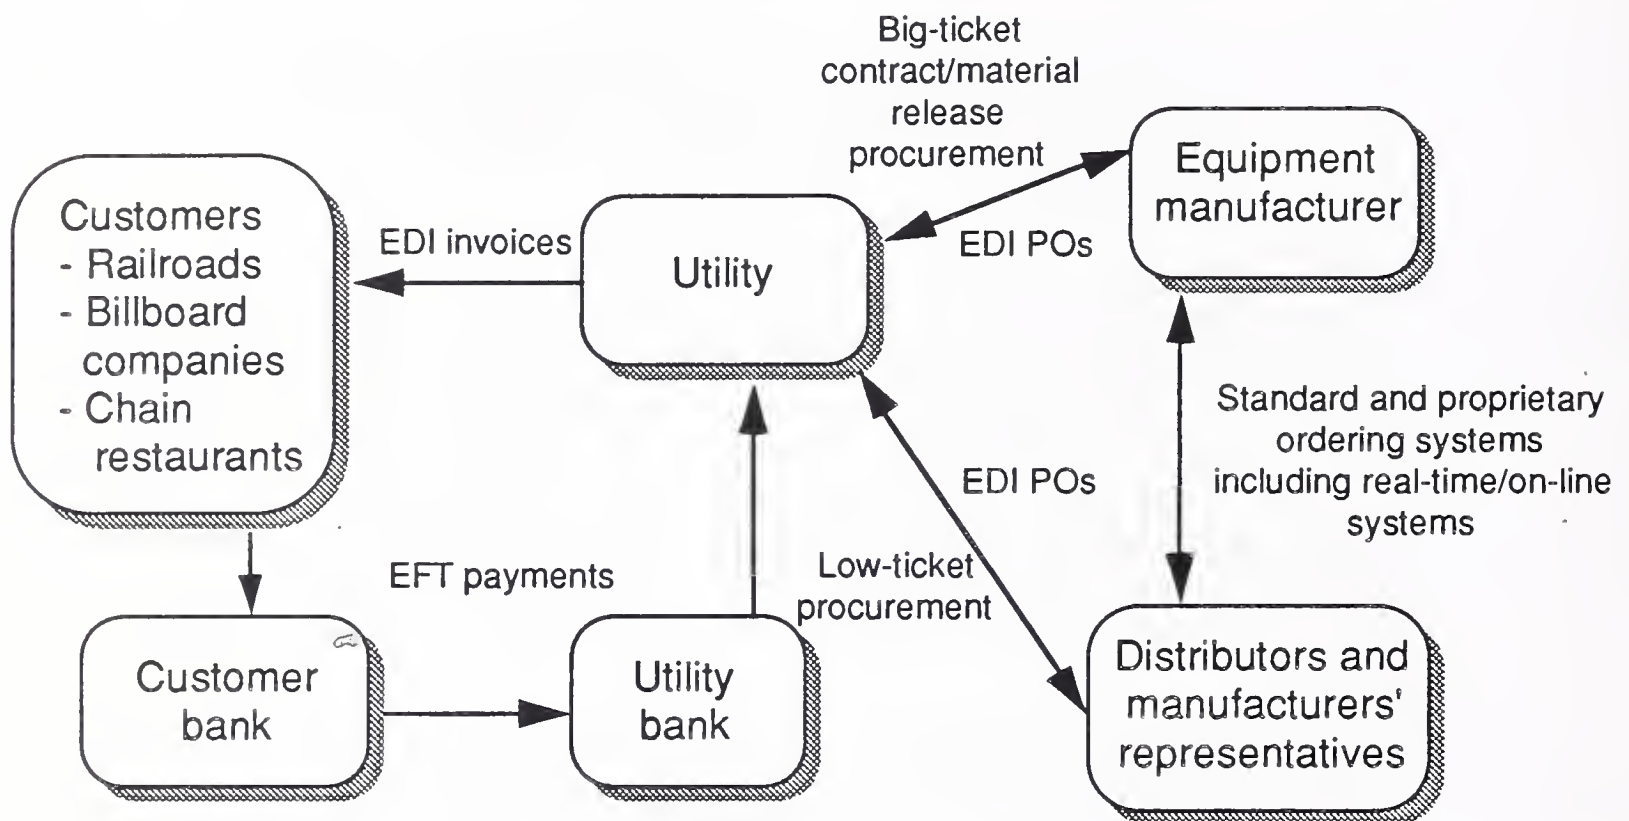 Big-ticket
contract/material
release
procurement
Equipment
manufacturer
Customers
- Railroads
- Billboard
companies
- Chain
restaurants
EDI invoices
Utility
EDI POs
Standard and proprietary
ordering systems
including real-time/on-line
systems
EDI POs
EFT payments
Low-ticket
procurement
Customer
bank
Utility
bank
Distributors and
manufacturers'
representatives